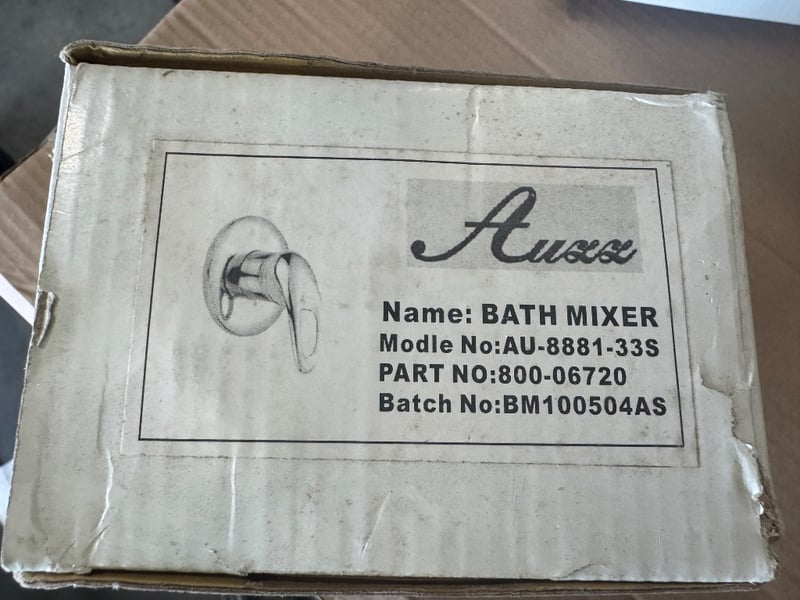 Auzz
Name: BATH MIXER
Modle No:AU-8881-33S
PART NO:800-06720
Batch No:BM100504AS